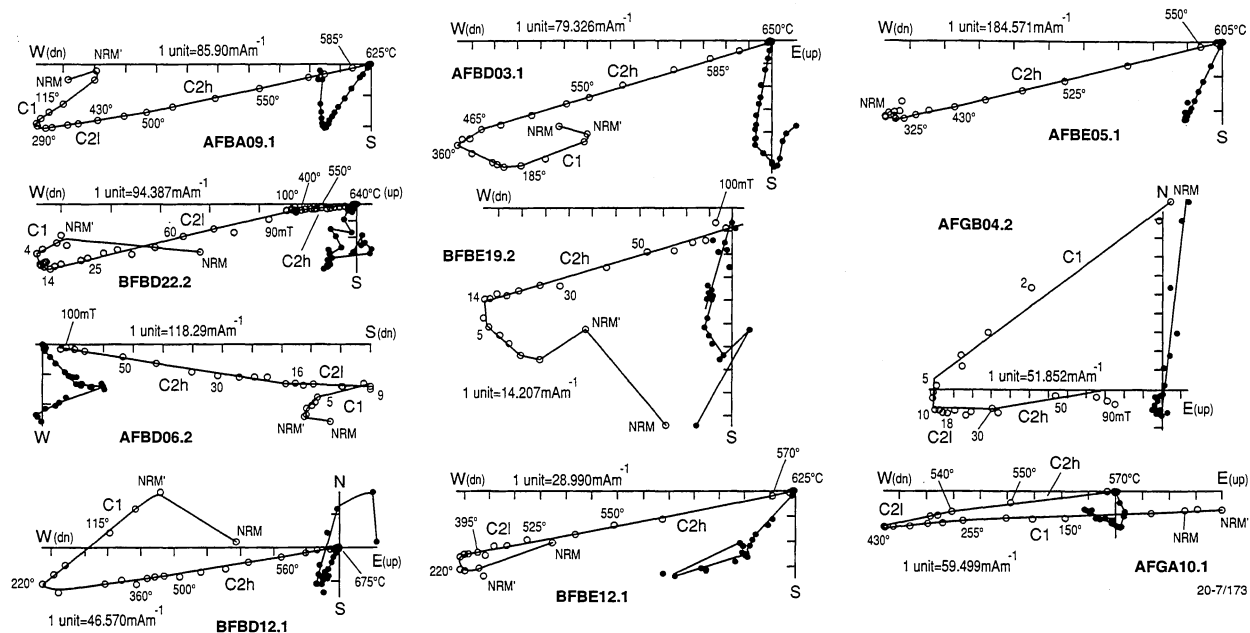 W(dn) 1 unit=85.90mAm-1 585° 625°C
NRM' NRM
115°
C1 430° 550°
290° C2l 500° C2h
AFBA09.1 S
W(dn) 1 unit=79.326mAm-1 650° E(up)
AFBD03.1 C2h 585°
550°
465° NRM NRM'
360° C1
185° S
W(dn) 1 unit=184.571mAm-1 550° 605°C
C2h
NRM 525°
325° 430°
AFBE05.1 S
W(dn) 1 unit=94.387mAm-1 100° 400° 550° 640°C (up)
C1 NRM' C2l
4 60 90mT C2h
14 25 NRM
BFBD22.2 S
W(dn) 100mT
BFBE19.2 C2h 50
14 30
5 NRM'
1 unit=14.207mAm-1
NRM S
N NRM
AFGB04.2
C1
2
5 1 unit=51.852mAm-1
E(up)
10 18 C2h 50 90mT
C2l 30
100mT 1 unit=118.29mAm-1 S(dn)
50 16 C2l
C2h 30 9
5 C1
NRM' NRM
W AFBD06.2
NRM' N
C1
115° NRM
W(dn) E(up)
220° 560°
360° 500° C2h 675°C
1 unit=46.570mAm-1 S
BFBD12.1
570°
W(dn) 1 unit=28.990mAm-1 625°C
395° C2l 525° 550°
C2h
220° NRM
NRM'
BFBE12.1 S
C2h
W(dn) 540° 550° 570°C E(up)
C2l
430° 255° C1 150° NRM NRM'
1 unit=59.499mAm-1 S AFGA10.1
20-7/173